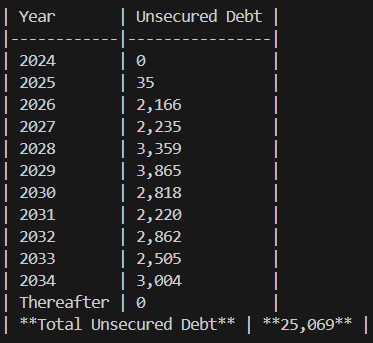 | Year       | Unsecured Debt |
|------------|----------------|
| 2024       | 0              |
| 2025       | 35             |
| 2026       | 2,166          |
| 2027       | 2,235          |
| 2028       | 3,359          |
| 2029       | 3,865          |
| 2030       | 2,818          |
| 2031       | 2,220          |
| 2032       | 2,862          |
| 2033       | 2,505          |
| 2034       | 3,004          |
| Thereafter | 0              |
| **Total Unsecured Debt** | **25,069** |